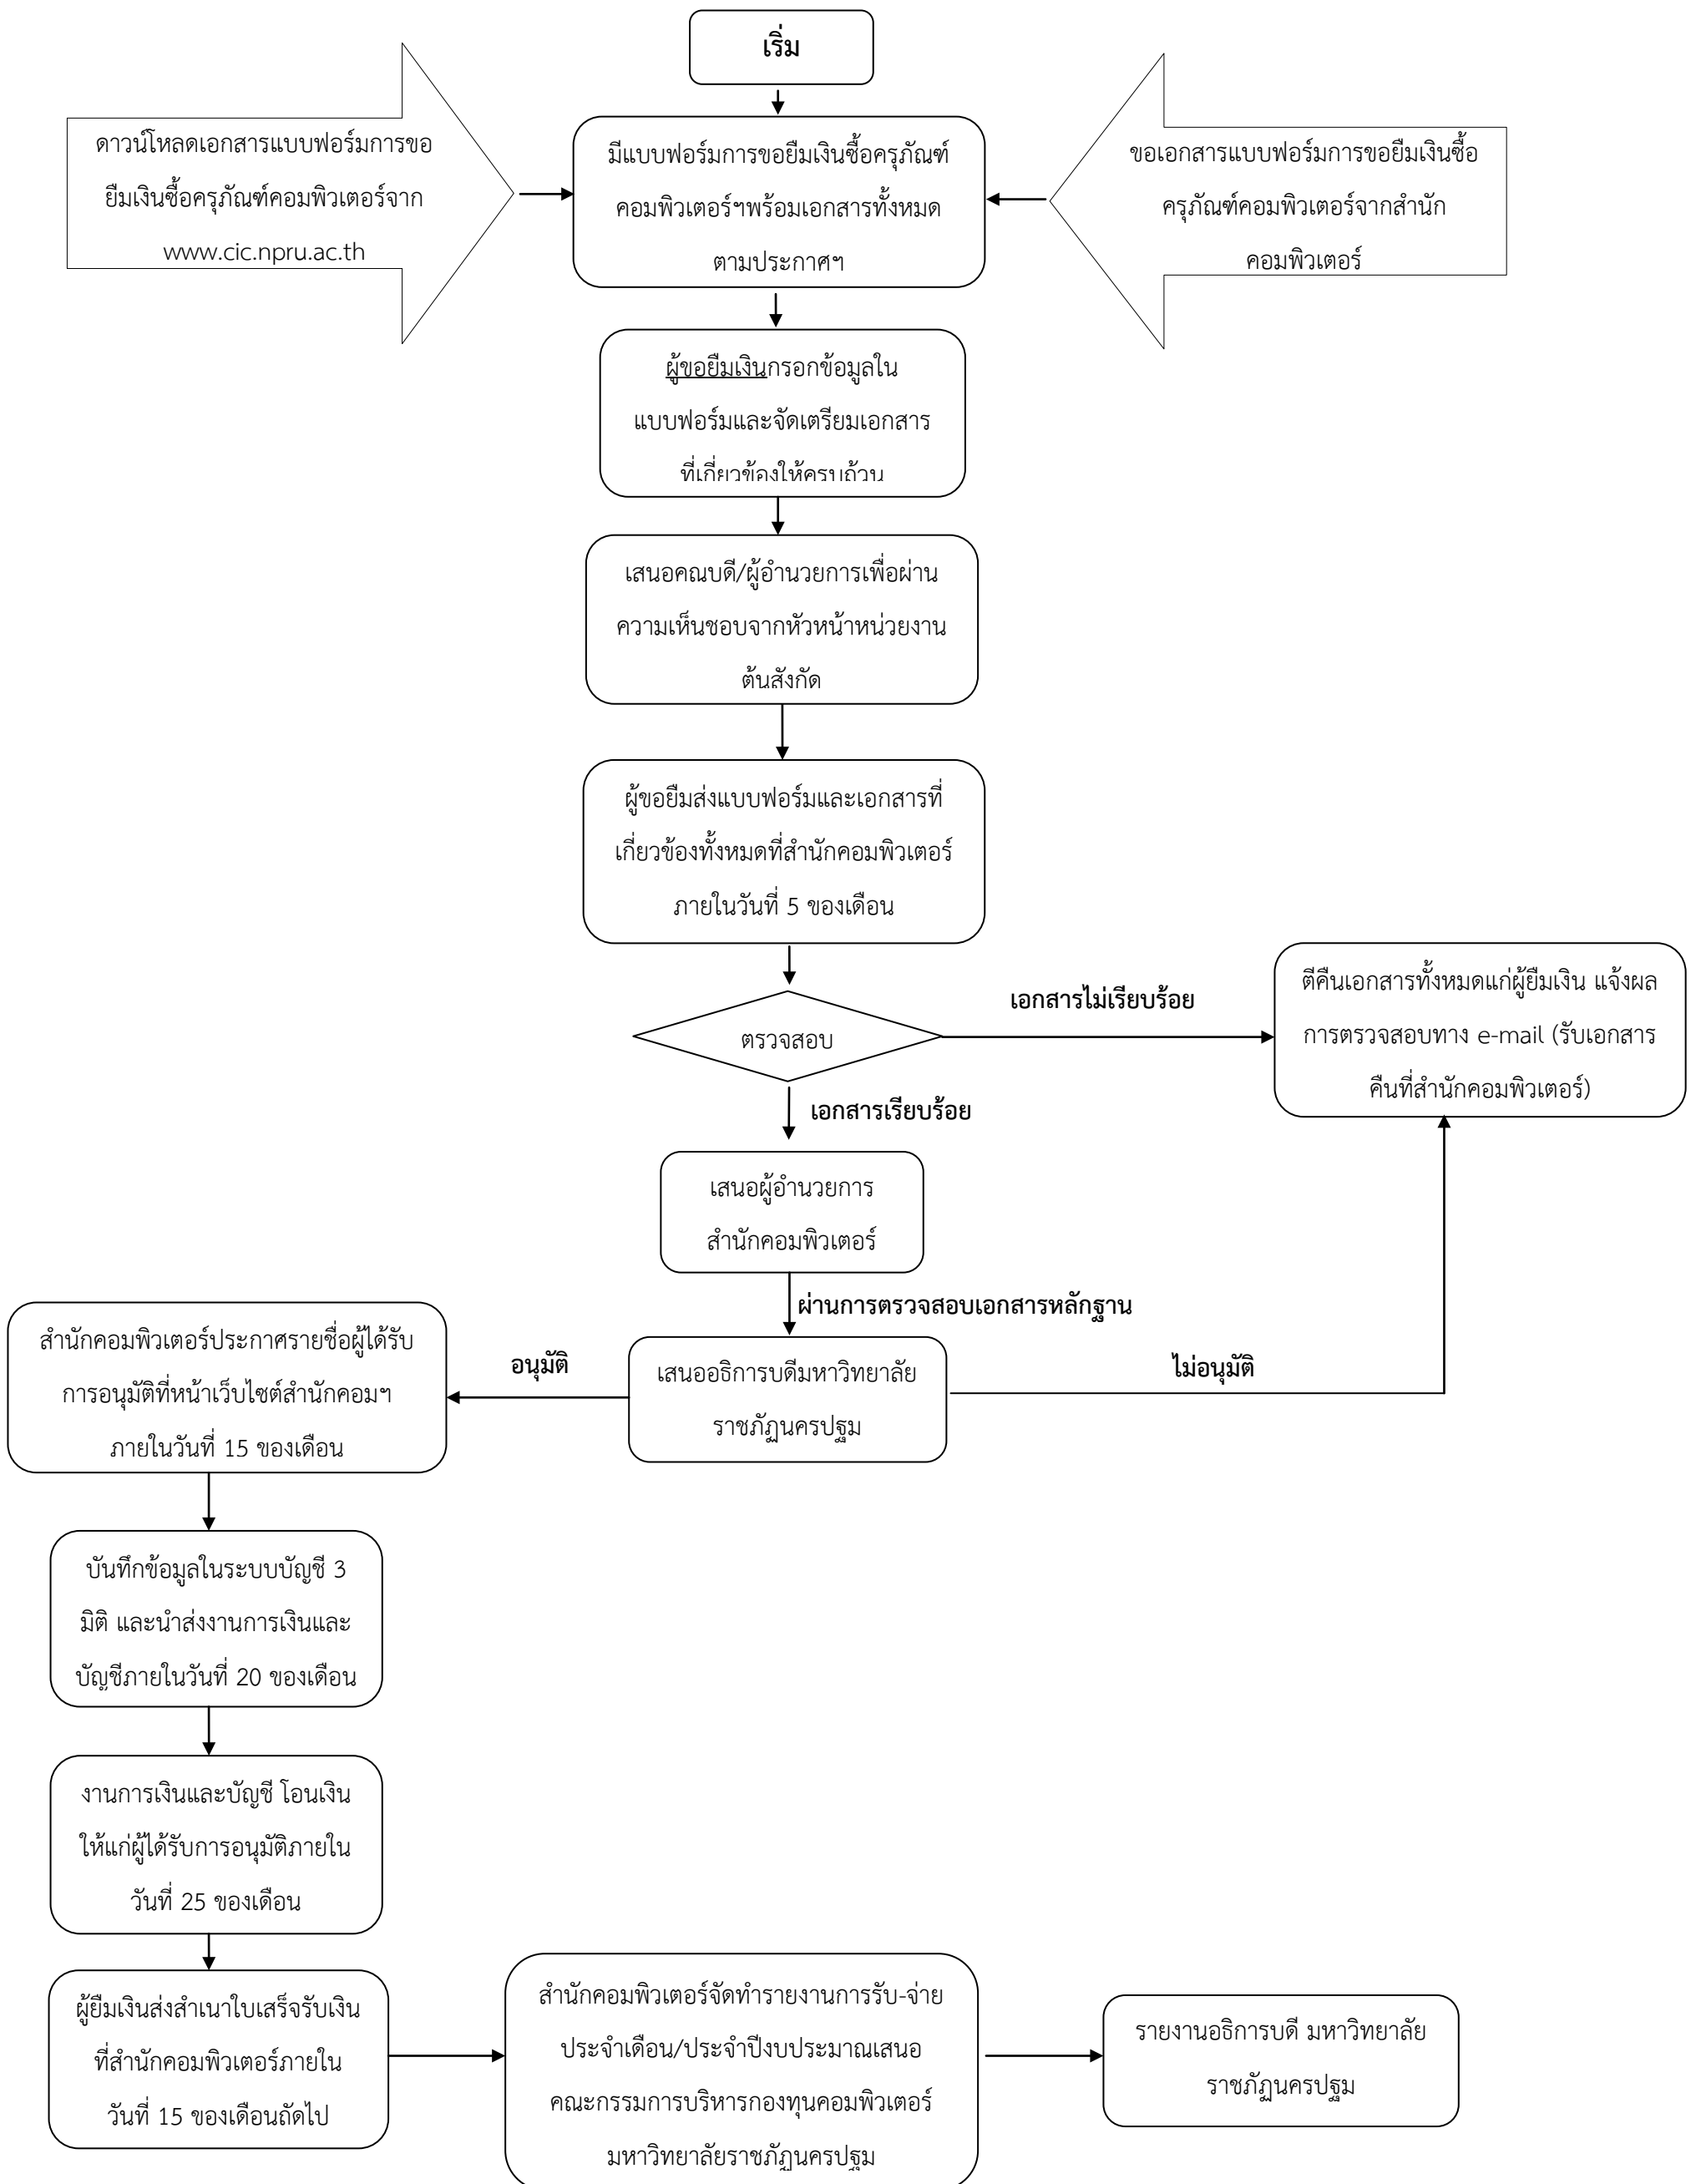 เริ่ม
ดาวน์โหลดเอกสารแบบฟอร์มการขอ
ยืมเงินซื้อครุภัณฑ์คอมพิวเตอร์จาก
www.cic.npru.ac.th
มีแบบฟอร์มการขอยืมเงินซื้อครุภัณฑ์
คอมพิวเตอร์ฯพร้อมเอกสารทั้งหมด
ตามประกาศฯ
ขอเอกสารแบบฟอร์มการขอยืมเงินซื้อ
ครุภัณฑ์คอมพิวเตอร์จากสำนัก
คอมพิวเตอร์
ผู้ขอยืมเงินกรอกข้อมูลใน
แบบฟอร์มและจัดเตรียมเอกสาร
ที่เกี่ยวข้องให้ครบถ้วน
เสนอคณบดี/ผู้อำนวยการเพื่อผ่าน
ความเห็นชอบจากหัวหน้าหน่วยงาน
ต้นสังกัด
ผู้ขอยืมส่งแบบฟอร์มและเอกสารที่
เกี่ยวข้องทั้งหมดที่สำนักคอมพิวเตอร์
ภายในวันที่ 5 ของเดือน
ตรวจสอบ
เอกสารไม่เรียบร้อย
ตีคืนเอกสารทั้งหมดแก่ผู้ยืมเงิน แจ้งผล
การตรวจสอบทาง e-mail (รับเอกสาร
คืนที่สำนักคอมพิวเตอร์)
เอกสารเรียบร้อย
เสนอผู้อำนวยการ
สำนักคอมพิวเตอร์
ผ่านการตรวจสอบเอกสารหลักฐาน
เสนออธิการบดีมหาวิทยาลัย
ราชภัฏนครปฐม
ไม่อนุมัติ
อนุมัติ
สำนักคอมพิวเตอร์ประกาศรายชื่อผู้ได้รับ
การอนุมัติที่หน้าเว็บไซต์สำนักคอมฯ
ภายในวันที่ 15 ของเดือน
บันทึกข้อมูลในระบบบัญชี 3
มิติ และนำส่งงานการเงินและ
บัญชีภายในวันที่ 20 ของเดือน
งานการเงินและบัญชี โอนเงิน
ให้แก่ผู้ได้รับการอนุมัติภายใน
วันที่ 25 ของเดือน
ผู้ยืมเงินส่งสำเนาใบเสร็จรับเงิน
ที่สำนักคอมพิวเตอร์ภายใน
วันที่ 15 ของเดือนถัดไป
สำนักคอมพิวเตอร์จัดทำรายงานการรับ-จ่าย
ประจำเดือน/ประจำปีงบประมาณเสนอ
คณะกรรมการบริหารกองทุนคอมพิวเตอร์
มหาวิทยาลัยราชภัฏนครปฐม
รายงานอธิการบดี มหาวิทยาลัย
ราชภัฏนครปฐม